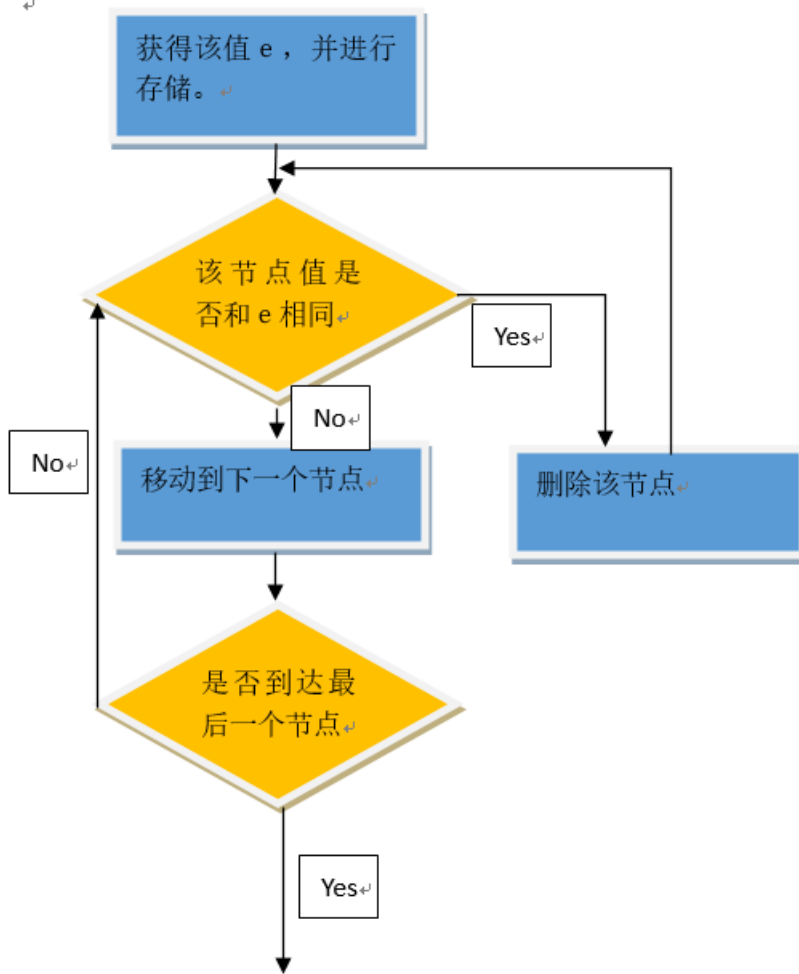 获得该值 e ，并进行
存储。
该节点值是
否和 e 相同
Yes
No
No
移动到下一个节点
删除该节点
是否到达最
后一个节点
Yes